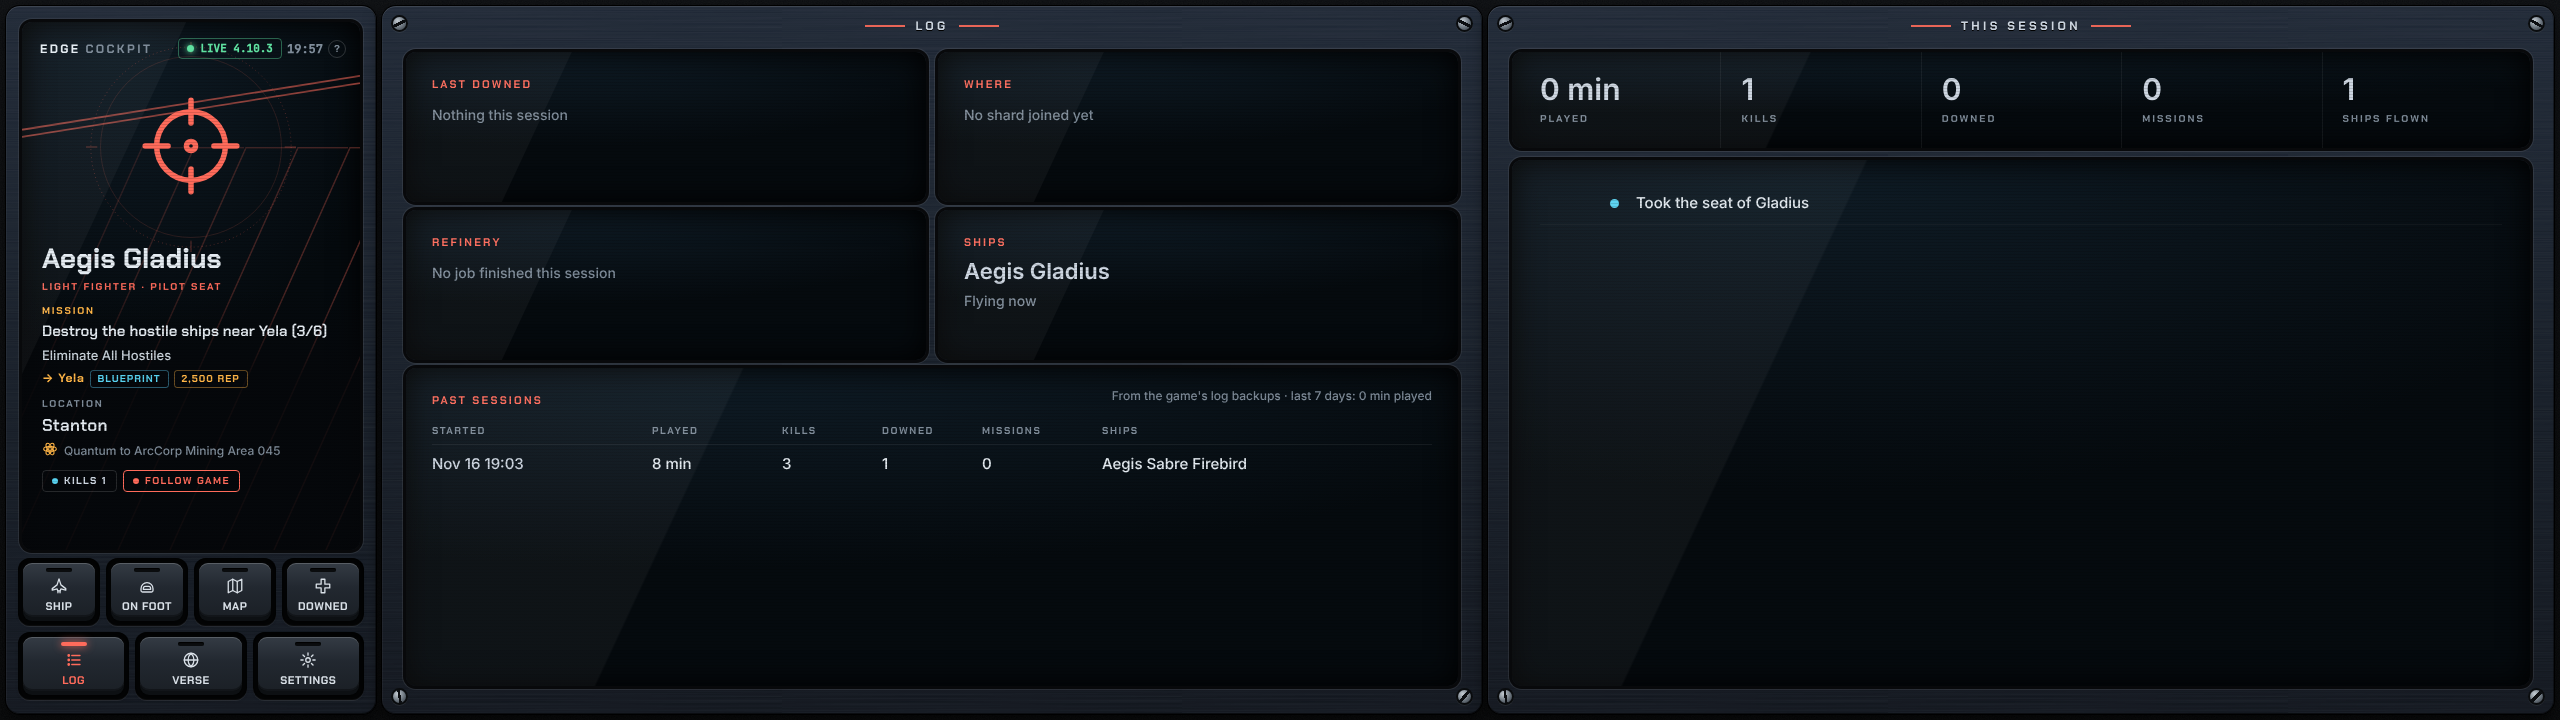 EDGE COCKPIT
LIVE 4.10.3
19:57
?
Aegis Gladius
LIGHT FIGHTER · PILOT SEAT
MISSION
Destroy the hostile ships near Yela (3/6)
Eliminate All Hostiles
→ Yela
BLUEPRINT
2,500 REP
LOCATION
Stanton
Quantum to ArcCorp Mining Area 045
KILLS 1
FOLLOW GAME
SHIP
ON FOOT
MAP
DOWNED
LOG
VERSE
SETTINGS
LOG
LAST DOWNED
Nothing this session
WHERE
No shard joined yet
REFINERY
No job finished this session
SHIPS
Aegis Gladius
Flying now
PAST SESSIONS
From the game's log backups · last 7 days: 0 min played
STARTED PLAYED KILLS DOWNED MISSIONS SHIPS
Nov 16 19:03 8 min 3 1 0 Aegis Sabre Firebird
THIS SESSION
0 min 1 0 0 1
PLAYED KILLS DOWNED MISSIONS SHIPS FLOWN
Took the seat of Gladius